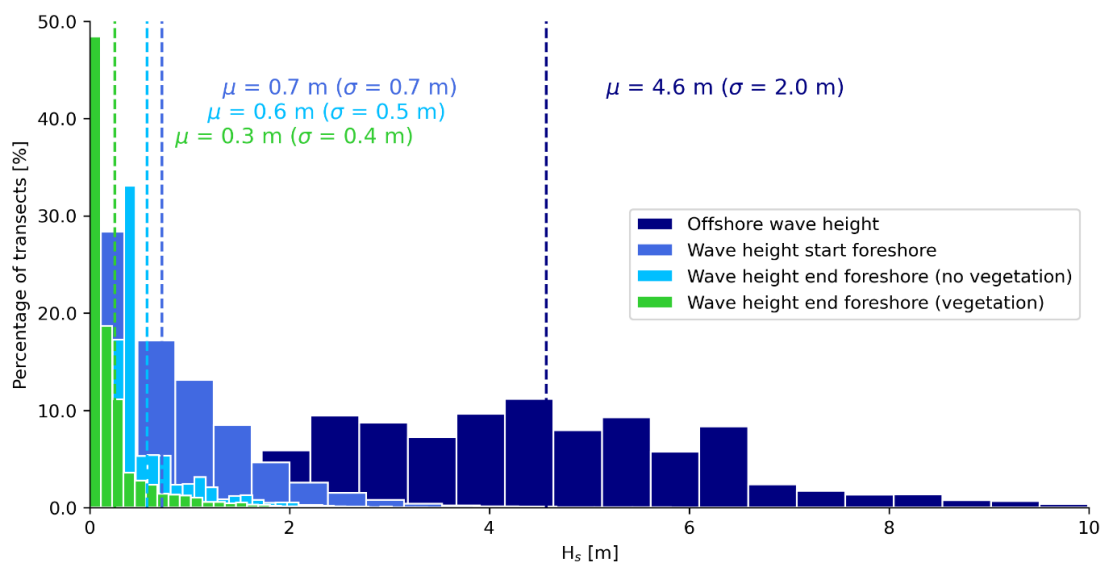 50.0
40.0
30.0
20.0
10.0
0.0
Percentage of transects [%]
μ = 0.7 m (σ = 0.7 m)
μ = 0.6 m (σ = 0.5 m)
μ = 0.3 m (σ = 0.4 m)
μ = 4.6 m (σ = 2.0 m)
Offshore wave height
Wave height start foreshore
Wave height end foreshore (no vegetation)
Wave height end foreshore (vegetation)
0 2 4 6 8 10
Hₛ [m]